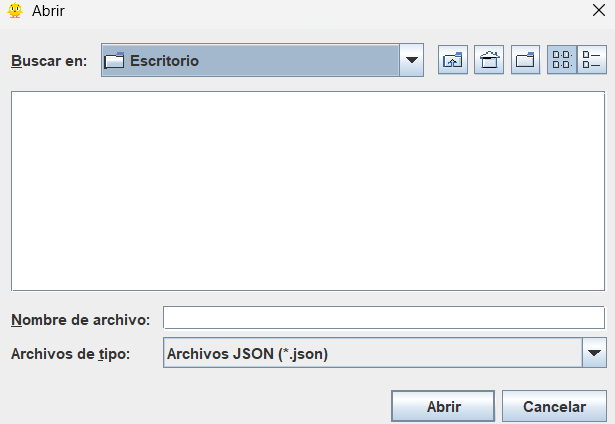 Abrir
Buscar en: Escritorio
Nombre de archivo:
Archivos de tipo: Archivos JSON (*.json)
Abrir Cancelar